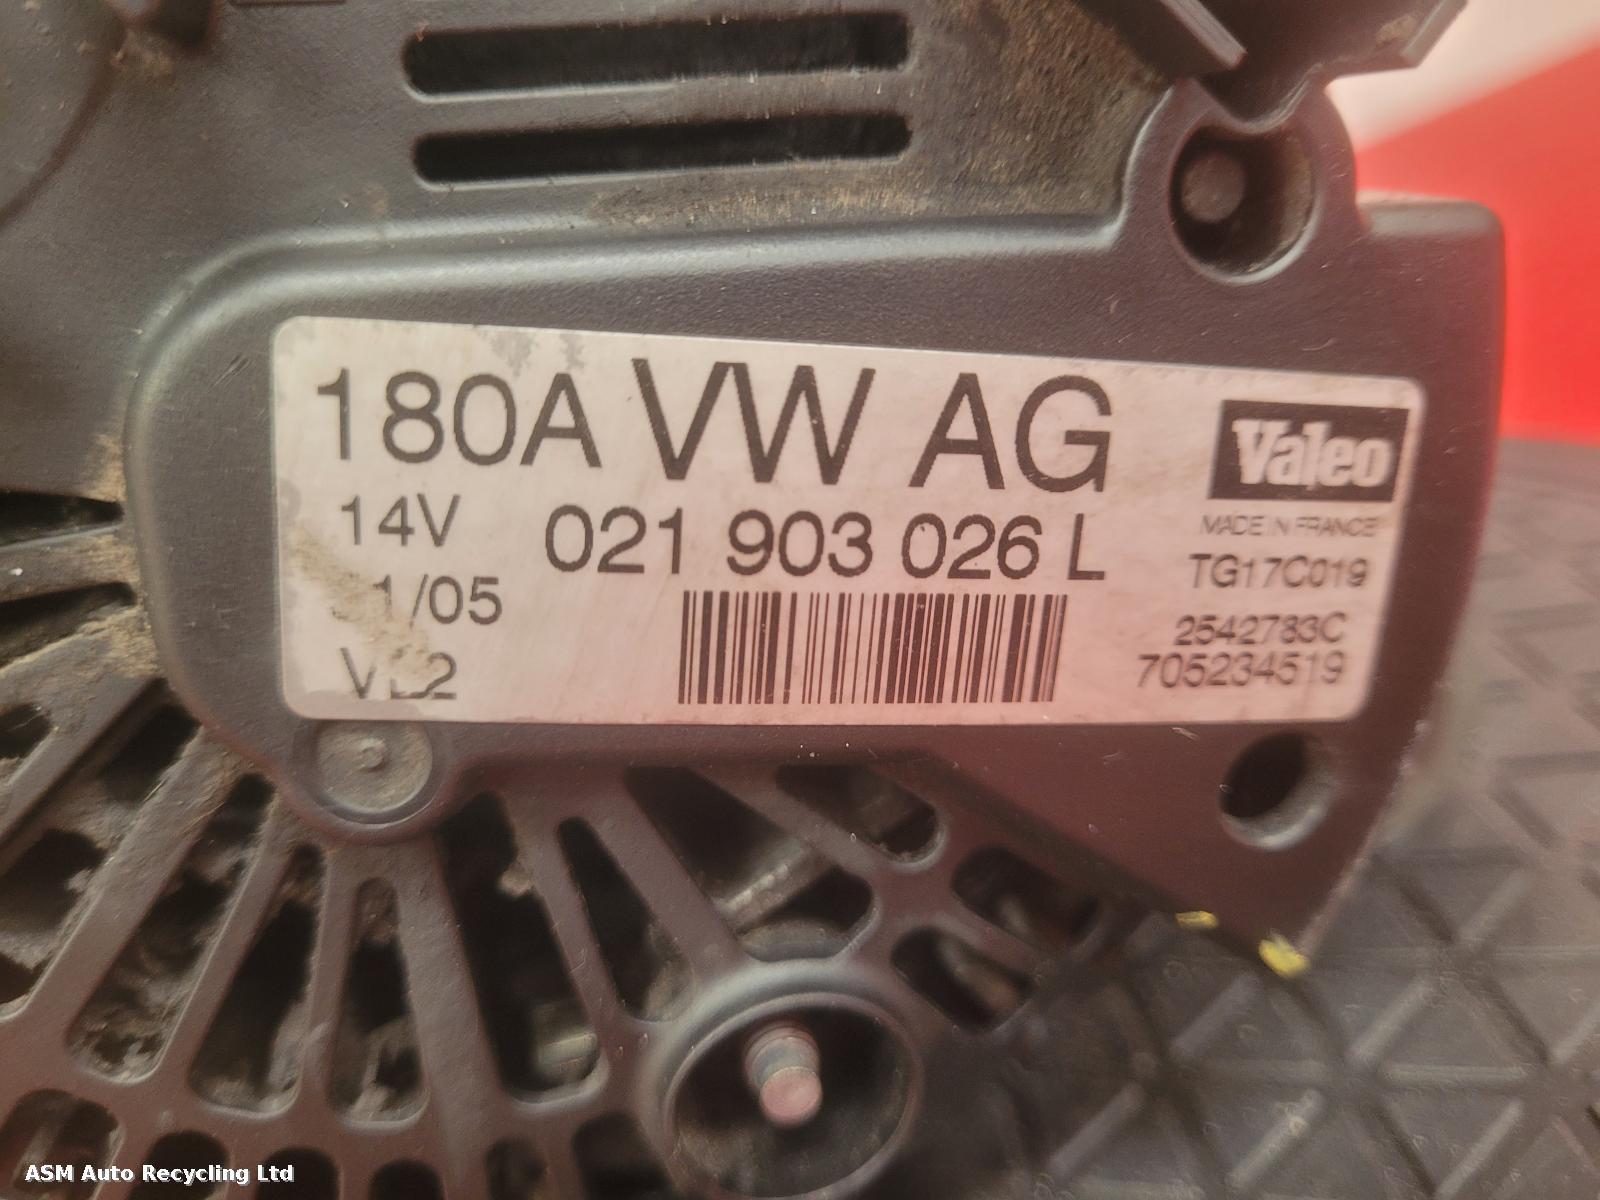 180A VW AG
Valeo
MADE IN FRANCE
14V
021 903 026 L
TG17C019
1/05
2542783C
705234519
ASM Auto Recycling Ltd